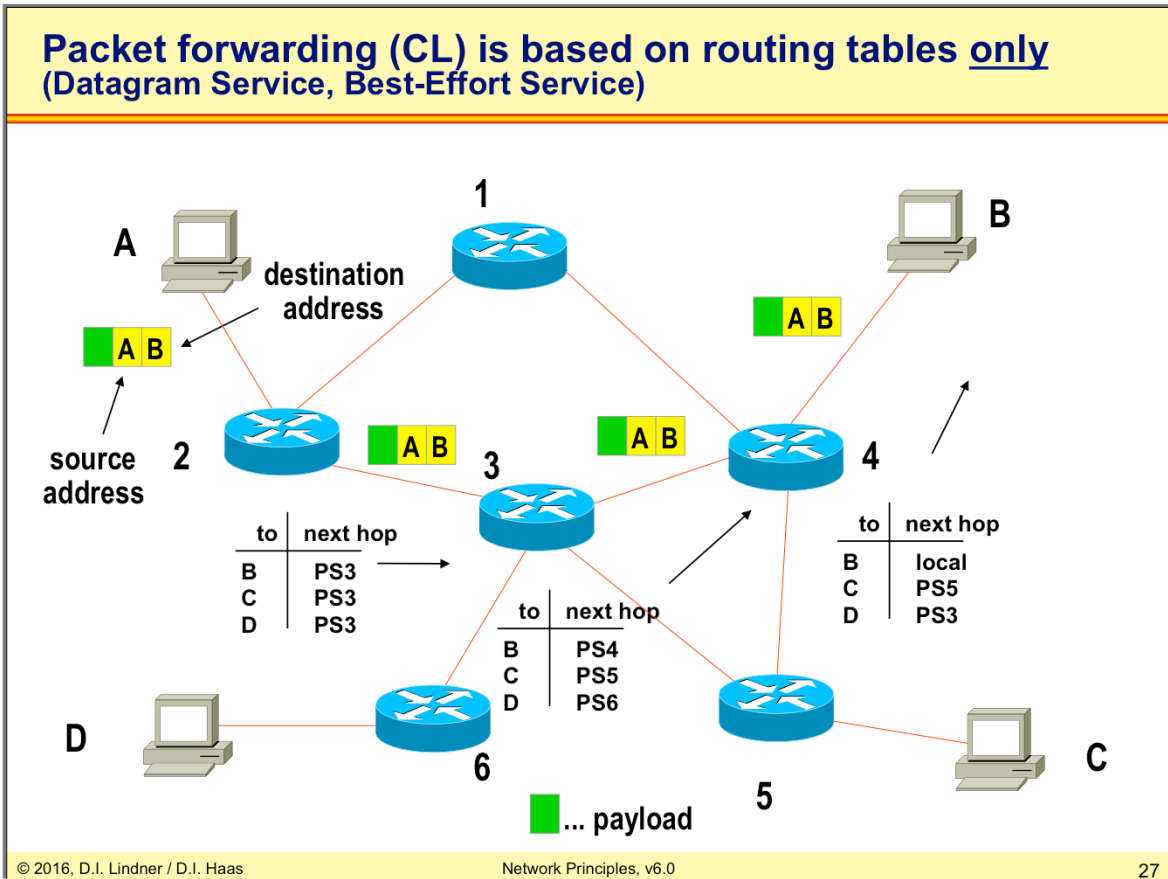 Packet forwarding (CL) is based on routing tables only
(Datagram Service, Best-Effort Service)
1
B
A
destination
address
A B
A B
A B
A B
2
3
4
source
address
to next hop
B PS3
C PS3
D PS3
to next hop
B PS4
C PS5
D PS6
to next hop
B local
C PS5
D PS3
D
6
5
C
... payload
© 2016, D.I. Lindner / D.I. Haas
Network Principles, v6.0
27